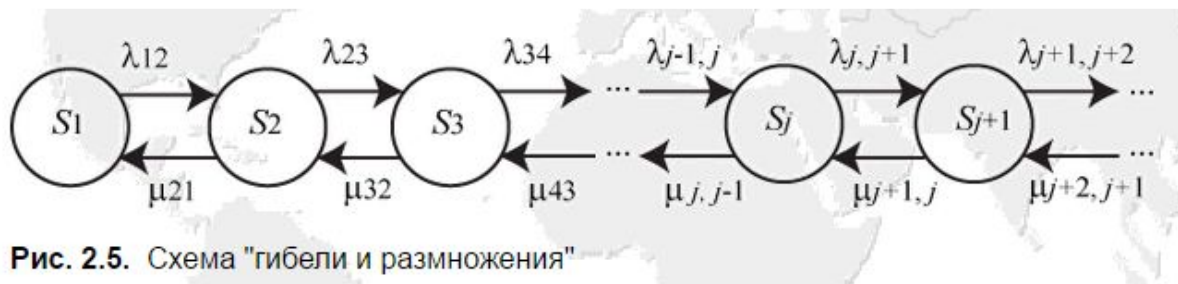 λ12 λ23 λ34 λj-1, j λj, j+1 λj+1, j+2
S1 S2 S3 ... Sj Sj+1 ...
... ...
μ21 μ32 μ43 μj, j-1 μj+1, j μj+2, j+1
Рис. 2.5. Схема "гибели и размножения"